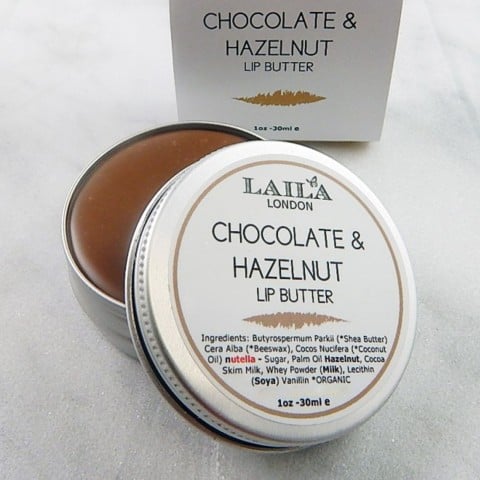 CHOCOLATE &
HAZELNUT
LIP BUTTER
1oz -30ml e
LAILA
LONDON
CHOCOLATE &
HAZELNUT
LIP BUTTER
Ingredients: Butyrospermum Parkii (*Shea Butter)
Cera Alba (*Beeswax), Cocos Nucifera (*Coconut
Oil) nutella - Sugar, Palm Oil Hazelnut, Cocoa
Skim Milk, Whey Powder (Milk), Lecithin
(Soya) Vanillin *ORGANIC
1oz -30ml e